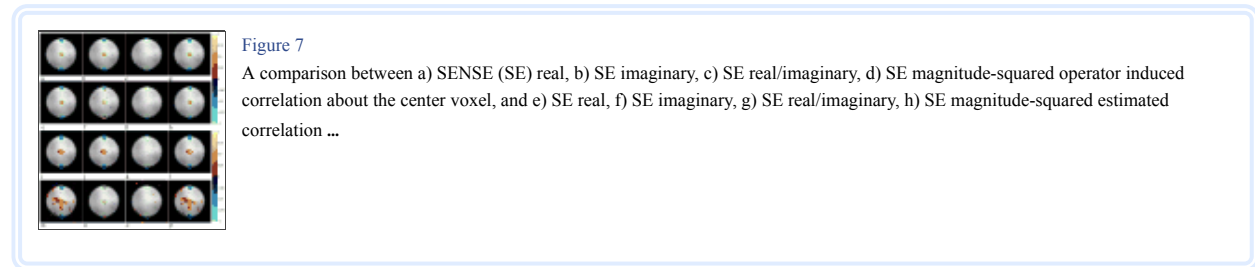 Figure 7
A comparison between a) SENSE (SE) real, b) SE imaginary, c) SE real/imaginary, d) SE magnitude-squared operator induced
correlation about the center voxel, and e) SE real, f) SE imaginary, g) SE real/imaginary, h) SE magnitude-squared estimated
correlation ...